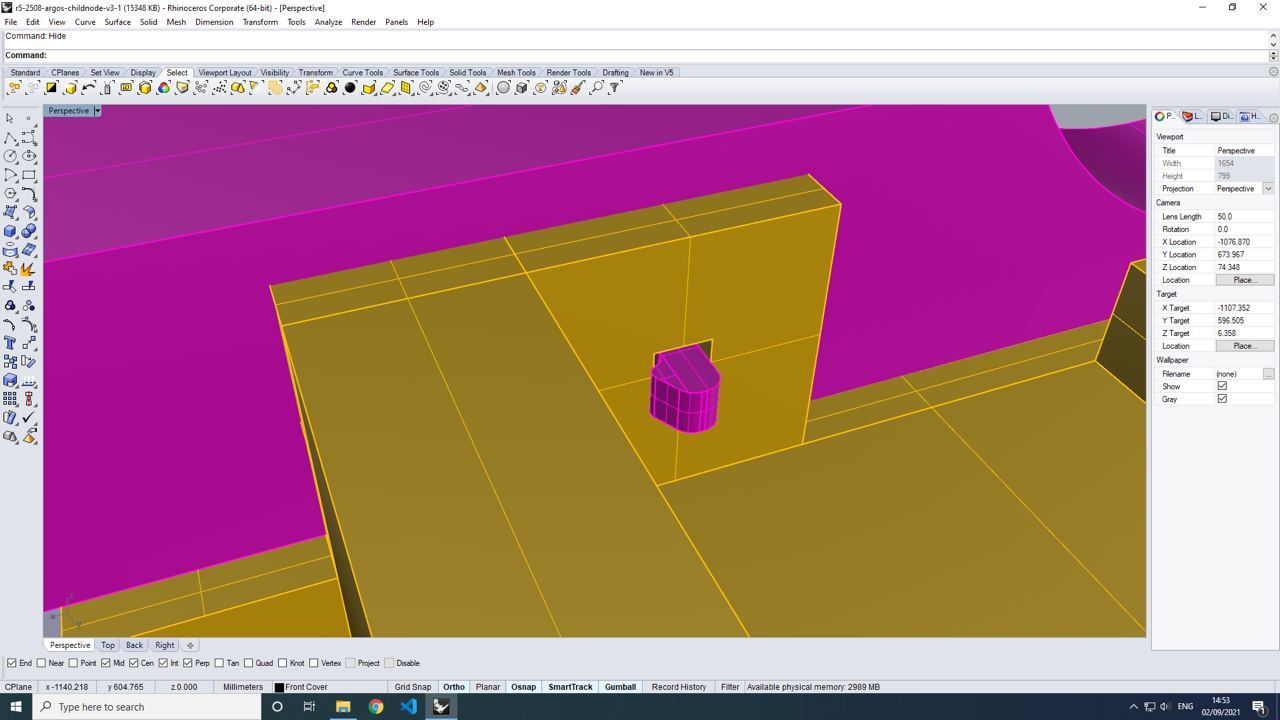 r5-2508-argos-childnode-v3-1 (15348 KB) - Rhinoceros Corporate (64-bit) - [Perspective]
File Edit View Curve Surface Solid Mesh Dimension Transform Tools Analyze Render Panels Help
Command: Hide
Command:
Standard CPlanes Set View Display Select Viewport Layout Visibility Transform Curve Tools Surface Tools Solid Tools Mesh Tools Render Tools Drafting New in V5
Perspective
P... L... Di... H...
Viewport
Title Perspective
Width 1654
Height 799
Projection Perspective
Camera
Lens Length 50.0
Rotation 0.0
X Location -1076.870
Y Location 673.967
Z Location 74.348
Location Place...
Target
X Target -1107.352
Y Target 596.505
Z Target 6.358
Location Place...
Wallpaper
Filename (none) ...
Show
Gray
Perspective Top Back Right
End Near Point Mid Cen Int Perp Tan Quad Knot Vertex Project Disable
CPlane x -1140.218 y 604.765 z 0.000 Millimeters Front Cover Grid Snap Ortho Planar Osnap SmartTrack Gumball Record History Filter Available physical memory: 2989 MB
Type here to search
ENG
14:53
02/09/2021